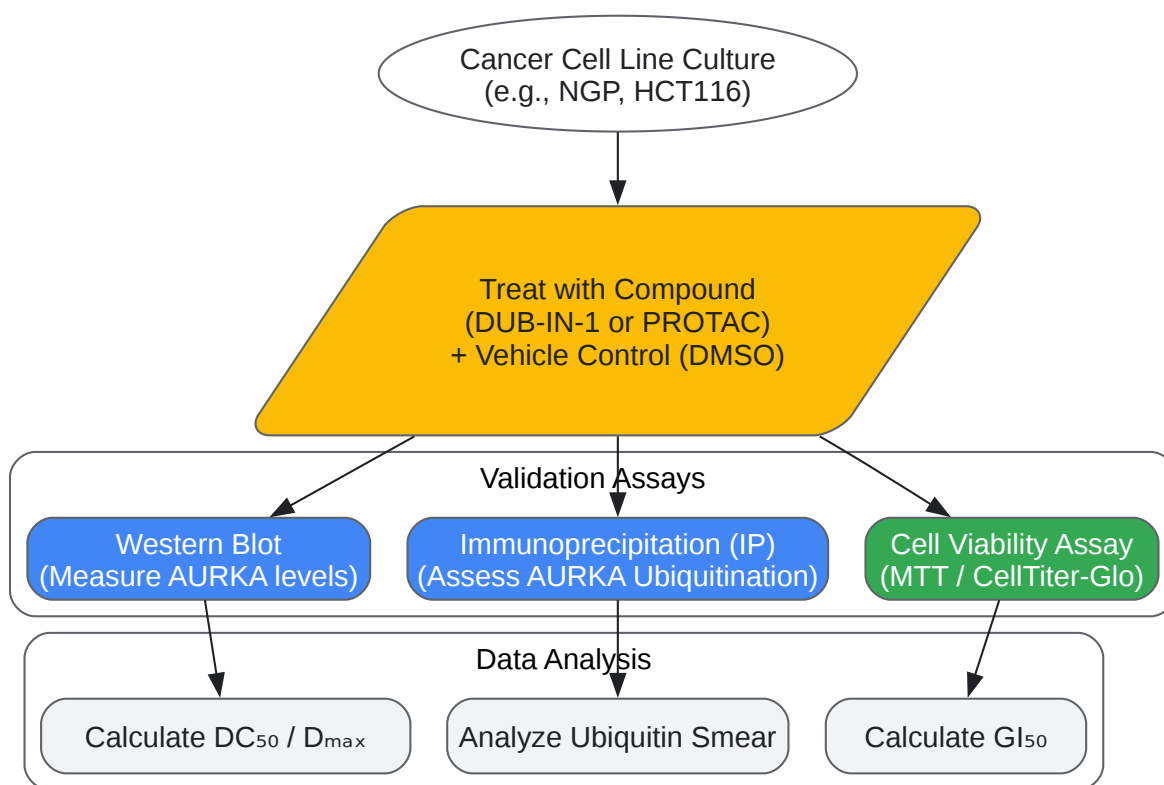 Cancer Cell Line Culture
(e.g., NGP, HCT116)
Treat with Compound
(DUB-IN-1 or PROTAC)
+ Vehicle Control (DMSO)
Validation Assays
Western Blot
(Measure AURKA levels)
Immunoprecipitation (IP)
(Assess AURKA Ubiquitination)
Cell Viability Assay
(MTT / CellTiter-Glo)
Data Analysis
Calculate DC₅₀ / Dₘₐₓ
Analyze Ubiquitin Smear
Calculate GI₅₀